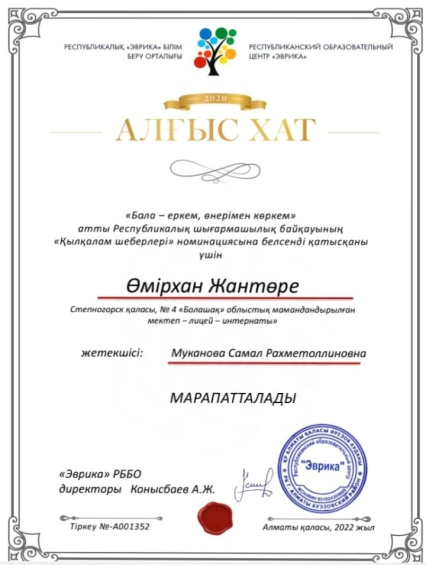 РЕСПУБЛИКАЛЫҚ «ЭВРИКА» БІЛІМ
БЕРУ ОРТАЛЫҒЫ
РЕСПУБЛИКАНСКИЙ ОБРАЗОВАТЕЛЬНЫЙ
ЦЕНТР «ЭВРИКА»
2020
АЛҒЫС ХАТ
«Бала – еркем, өнерімен көркем»
атты Республикалық шығармашылық байқауының
«Қылқалам шеберлері» номинациясына белсенді қатысқаны
үшін
Өмірхан Жантөре
Степногорск қаласы, № 4 «Болашақ» облыстық мамандандырылған
мектеп – лицей – интернаты»
жетекшісі: Муканова Самал Рахметоллиновна
МАРАПАТТАЛАДЫ
"Эврика"
«Эврика» РББО
директоры Конысбаев А.Ж.
Тіркеу №-А001352
Алматы қаласы, 2022 жыл